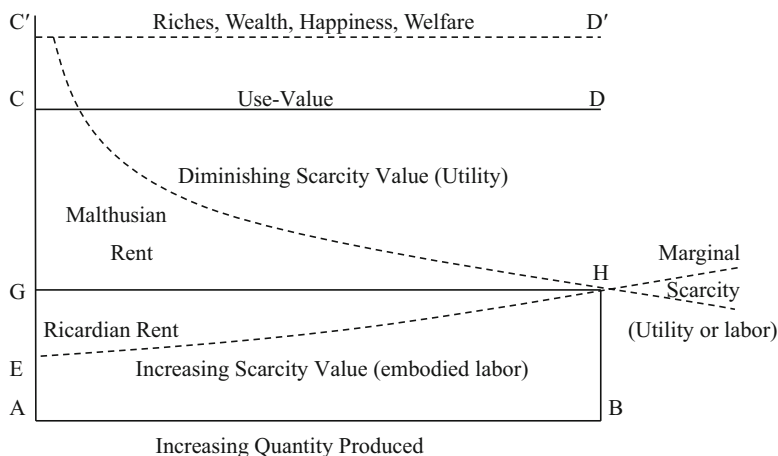 C′ Riches, Wealth, Happiness, Welfare D′
C Use-Value D
Diminishing Scarcity Value (Utility)
Malthusian
Rent
Marginal
H
G
Scarcity
Ricardian Rent
(Utility or labor)
E
Increasing Scarcity Value (embodied labor)
A B
Increasing Quantity Produced